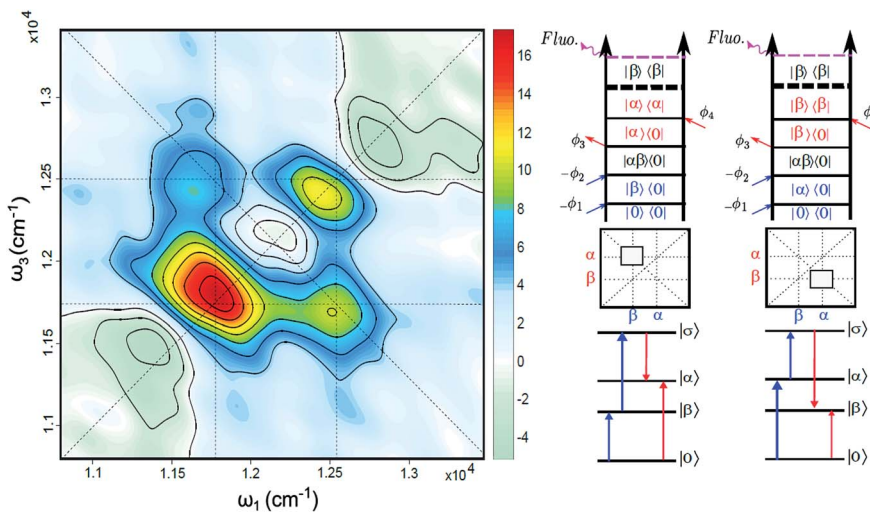 x10⁴
1.3
1.25
1.2
1.15
1.1
ω₃(cm⁻¹)
1.1
1.15
1.2
1.25
1.3
x10⁴
ω₁(cm⁻¹)
16
14
12
10
8
6
4
2
0
-2
-4
Fluo.
|β⟩ ⟨β|
|α⟩ ⟨α|
ϕ₄
|α⟩⟨0|
ϕ₃
|αβ⟩⟨0|
-ϕ₂
|β⟩⟨0|
-ϕ₁
|0⟩ ⟨0|
α
β
β α
|σ⟩
|α⟩
|β⟩
|0⟩
Fluo.
|β⟩ ⟨β|
|β⟩ ⟨β|
|β⟩⟨0|
ϕ₃
|αβ⟩⟨0|
-ϕ₂
|α⟩⟨0|
-ϕ₁
|0⟩ ⟨0|
α
β
β α
|σ⟩
|α⟩
|β⟩
|0⟩